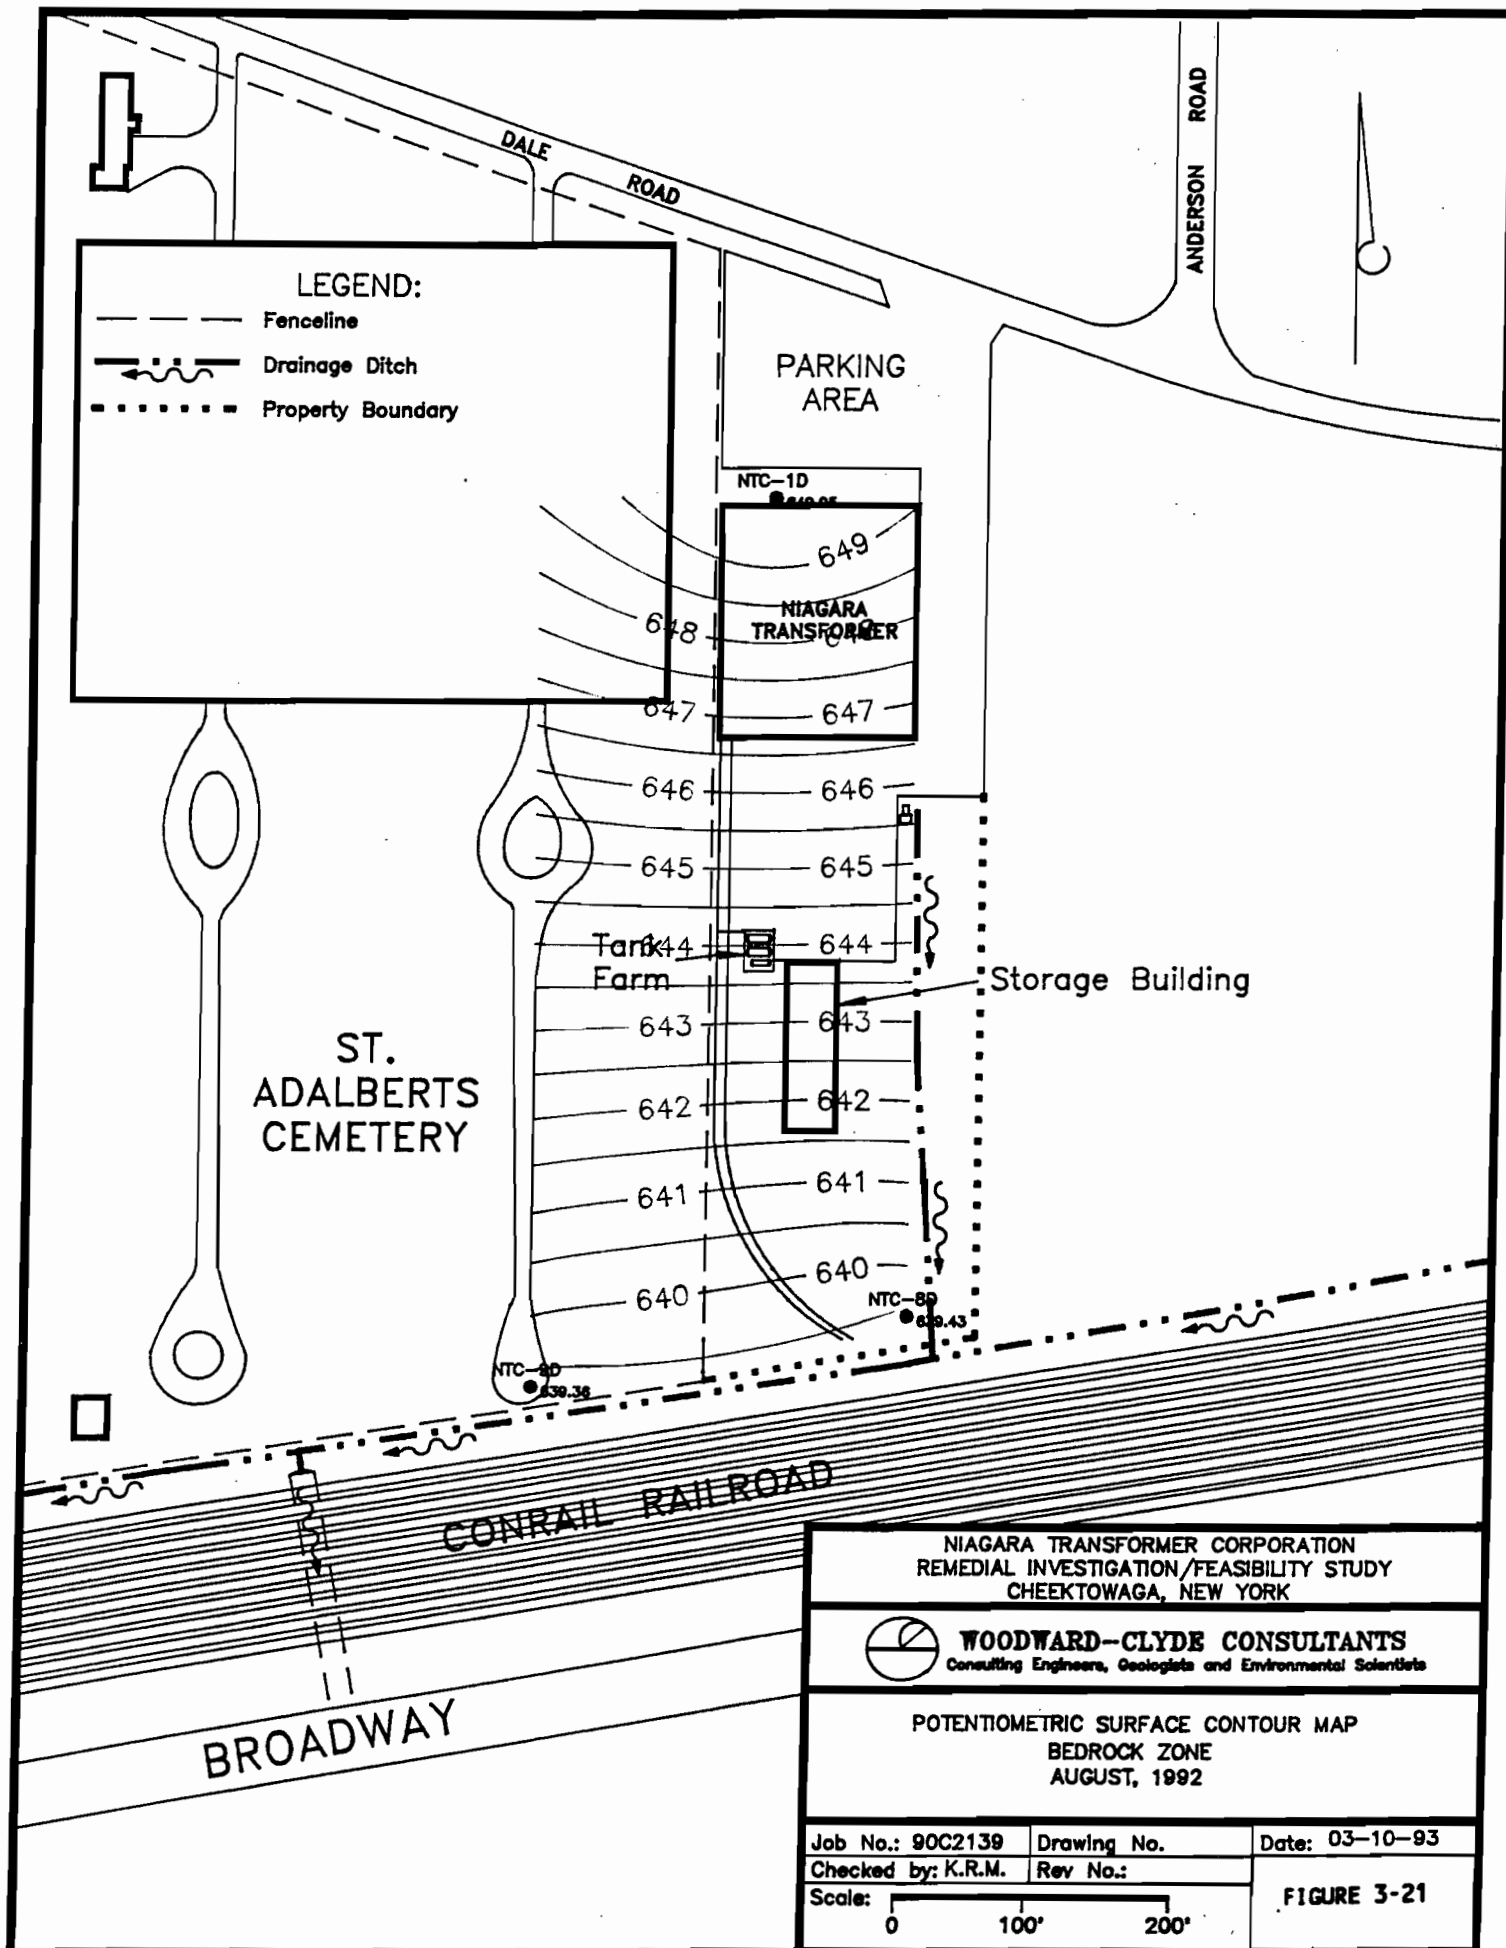 DALE
ROAD
ANDERSON ROAD
LEGEND:
Fenceline
Drainage Ditch
Property Boundary
PARKING
AREA
NTC-1D
649
NIAGARA
TRANSFORMER
648
647
647
646
646
645
645
Tank
Farm
644
644
Storage Building
643
643
ST.
ADALBERTS
CEMETERY
642
642
641
641
640
640
NTC-8D
639.43
NTC-9D
639.36
CONRAIL RAILROAD
BROADWAY
NIAGARA TRANSFORMER CORPORATION
REMEDIAL INVESTIGATION/FEASIBILITY STUDY
CHEEKTOWAGA, NEW YORK
WOODWARD-CLYDE CONSULTANTS
Consulting Engineers, Geologists and Environmental Scientists
POTENTIOMETRIC SURFACE CONTOUR MAP
BEDROCK ZONE
AUGUST, 1992
Job No.: 90C2139 Drawing No. Date: 03-10-93
Checked by: K.R.M. Rev No.:
Scale:
0 100' 200'
FIGURE 3-21